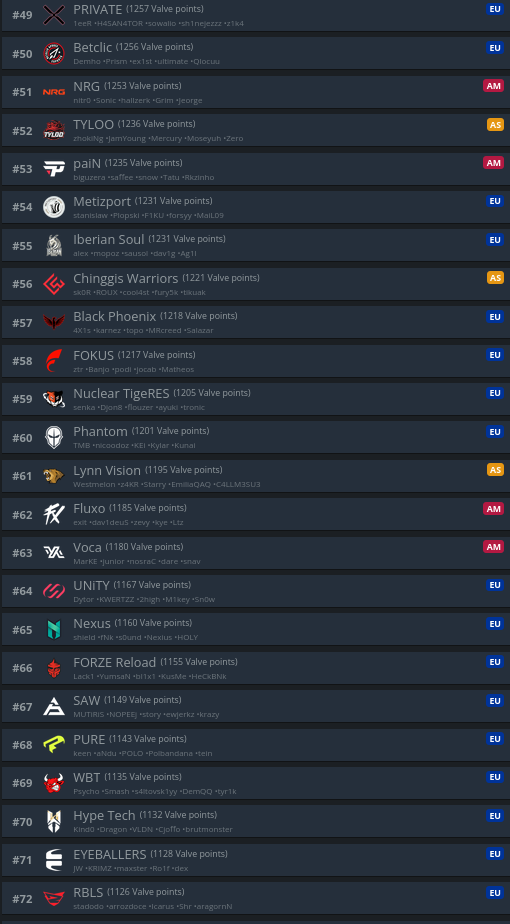 #49
PRIVATE (1257 Valve points)
EU
1eeR •H4SAN4TOR •sowalio •sh1nejezzz •z1k4
#50
Betclic (1256 Valve points)
EU
Demho •Prism •ex1st •ultimate •Qlocuu
#51
NRG
NRG (1253 Valve points)
AM
nitr0 •Sonic •hallzerk •Grim •Jeorge
#52
TYLOO
TYLOO (1236 Valve points)
AS
zhokiNg •JamYoung •Mercury •Moseyuh •Zero
#53
paiN (1235 Valve points)
AM
biguzera •saffee •snow •Tatu •Rkzinho
#54
Metizport (1231 Valve points)
EU
stanislaw •Plopski •F1KU •forsyy •MaiL09
#55
Iberian Soul (1231 Valve points)
EU
alex •mopoz •sausol •dav1g •Ag1l
#56
Chinggis Warriors (1221 Valve points)
AS
sk0R •ROUX •cool4st •fury5k •tikuak
#57
Black Phoenix (1218 Valve points)
EU
4X1s •karnez •topo •MRcreed •Salazar
#58
FOKUS (1217 Valve points)
EU
ztr •Banjo •podi •jocab •Matheos
#59
Nuclear TigeRES (1205 Valve points)
EU
senka •Djon8 •flouzer •ayuki •tronic
#60
Phantom (1201 Valve points)
EU
TMB •nicoodoz •KEi •Kylar •Kunai
#61
Lynn Vision (1195 Valve points)
AS
Westmelon •z4KR •Starry •EmiliaQAQ •C4LLM3SU3
#62
Fluxo (1185 Valve points)
AM
exit •dav1deuS •zevy •kye •Ltz
#63
Voca (1180 Valve points)
AM
MarKE •junior •nosraC •dare •snav
#64
UNiTY (1167 Valve points)
EU
Dytor •KWERTZZ •2high •M1key •Sn0w
#65
Nexus (1160 Valve points)
EU
shield •fNk •s0und •Nexius •HOLY
#66
FORZE Reload (1155 Valve points)
EU
Lack1 •YumsaN •tii1x1 •KusMe •HeCkBNk
#67
SAW (1149 Valve points)
EU
MUTiRiS •NOPEEj •story •ewjerkz •krazy
#68
PURE (1143 Valve points)
EU
keen •aNdu •POLO •Polbandana •tein
#69
WBT (1135 Valve points)
EU
Psycho •Smash •s4ltovsk1yy •DemQQ •tyr1k
#70
Hype Tech (1132 Valve points)
EU
Kind0 •Dragon •VLDN •Cjoffo •brutmonster
#71
EYEBALLERS (1128 Valve points)
EU
JW •KRIMZ •maxster •Ro1f •dex
#72
RBLS (1126 Valve points)
EU
stadodo •arrozdoce •Icarus •Shr •aragornN